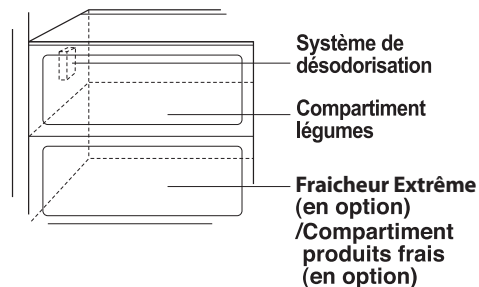 Système de
désodorisation
Compartiment
légumes
Fraicheur Extrême
(en option)
/Compartiment
produits frais
(en option)